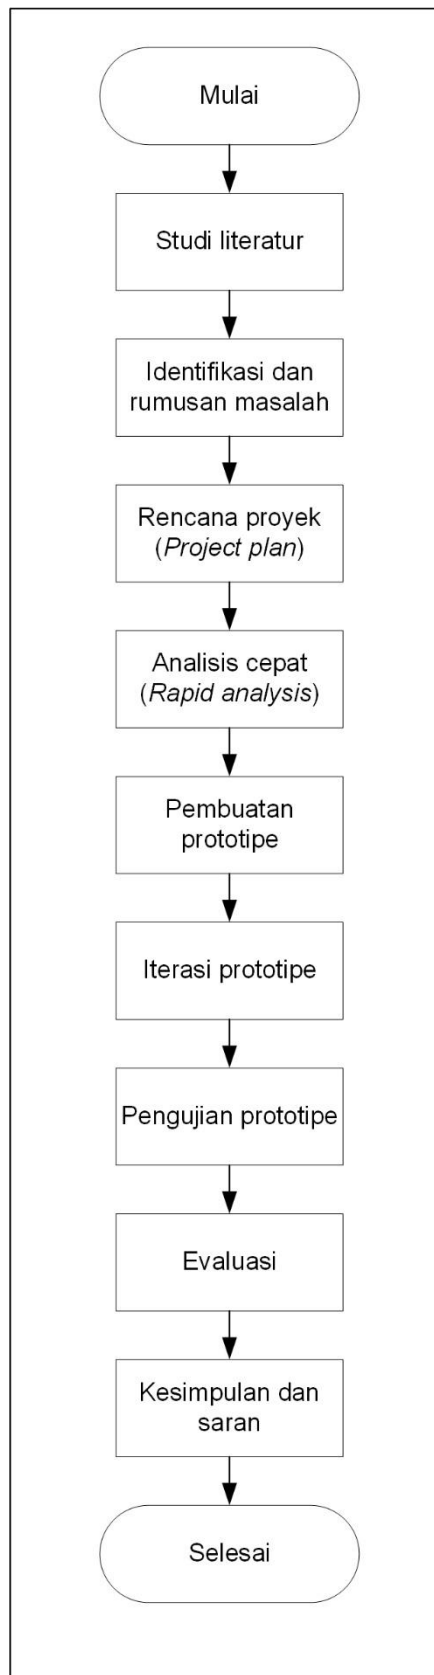 Mulai
Studi literatur
Identifikasi dan
rumusan masalah
Rencana proyek
(Project plan)
Analisis cepat
(Rapid analysis)
Pembuatan
prototipe
Iterasi prototipe
Pengujian prototipe
Evaluasi
Kesimpulan dan
saran
Selesai